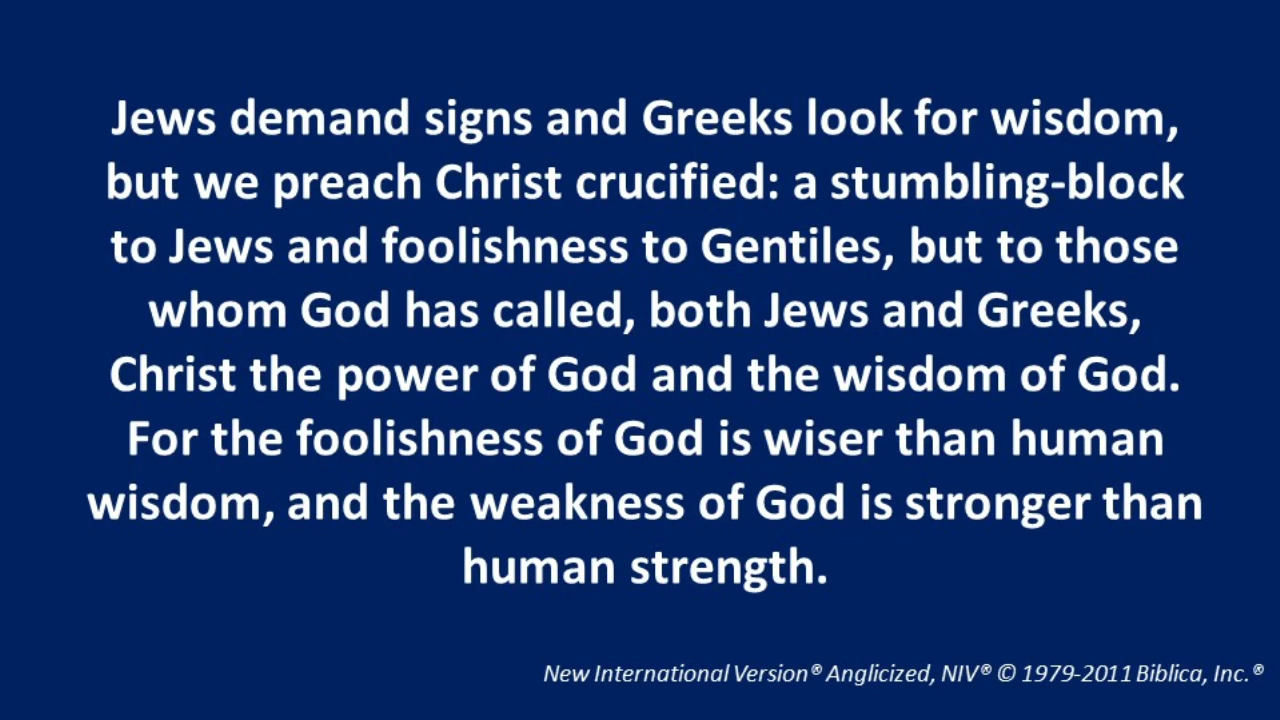 Jews demand signs and Greeks look for wisdom,
but we preach Christ crucified: a stumbling-block
to Jews and foolishness to Gentiles, but to those
whom God has called, both Jews and Greeks,
Christ the power of God and the wisdom of God.
For the foolishness of God is wiser than human
wisdom, and the weakness of God is stronger than
human strength.
New International Version® Anglicized, NIV® © 1979-2011 Biblica, Inc.®